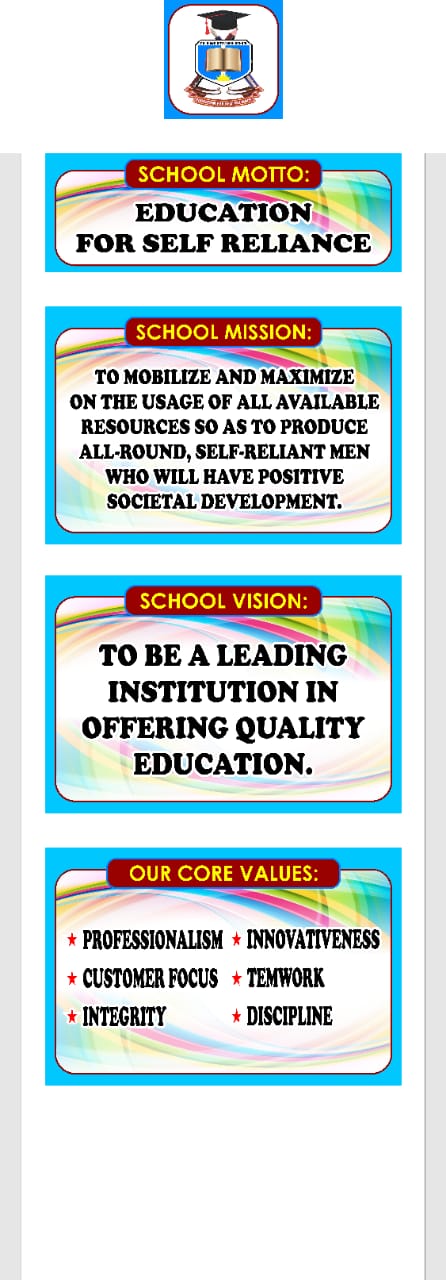 SCHOOL MOTTO:
EDUCATION
FOR SELF RELIANCE
SCHOOL MISSION:
TO MOBILIZE AND MAXIMIZE
ON THE USAGE OF ALL AVAILABLE
RESOURCES SO AS TO PRODUCE
ALL-ROUND, SELF-RELIANT MEN
WHO WILL HAVE POSITIVE
SOCIETAL DEVELOPMENT.
SCHOOL VISION:
TO BE A LEADING
INSTITUTION IN
OFFERING QUALITY
EDUCATION.
OUR CORE VALUES:
★ PROFESSIONALISM ★ INNOVATIVENESS
★ CUSTOMER FOCUS ★ TEMWORK
★ INTEGRITY ★ DISCIPLINE